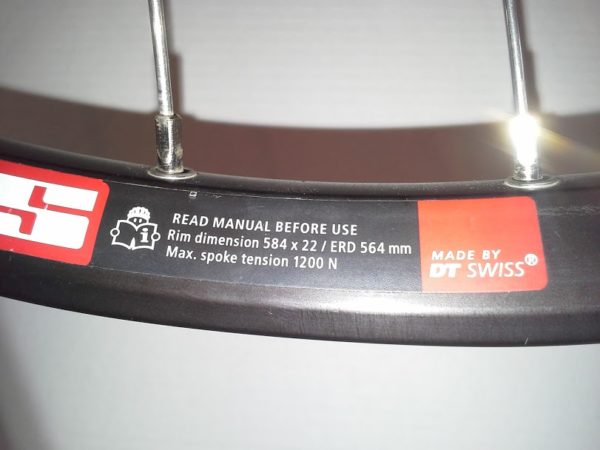 S
READ MANUAL BEFORE USE
Rim dimension 584 x 22 / ERD 564 mm
Max. spoke tension 1200 N
MADE BY
DT SWISS®